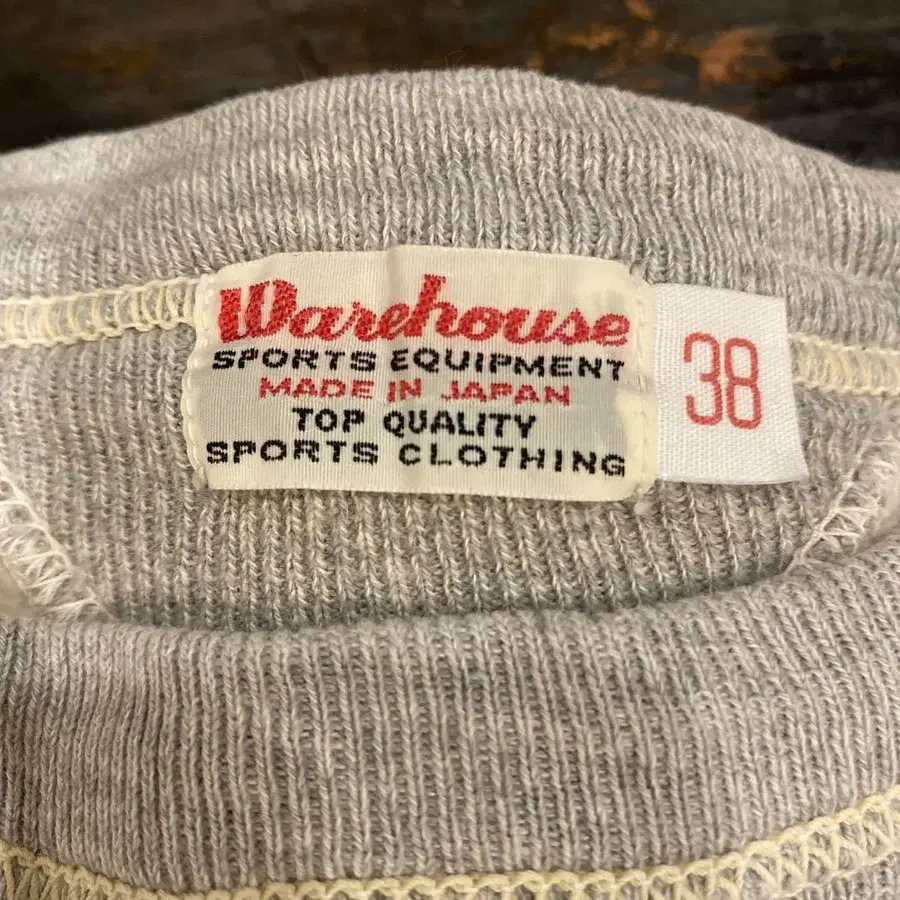 Warehouse
SPORTS EQUIPMENT
MADE IN JAPAN
TOP QUALITY
SPORTS CLOTHING
38